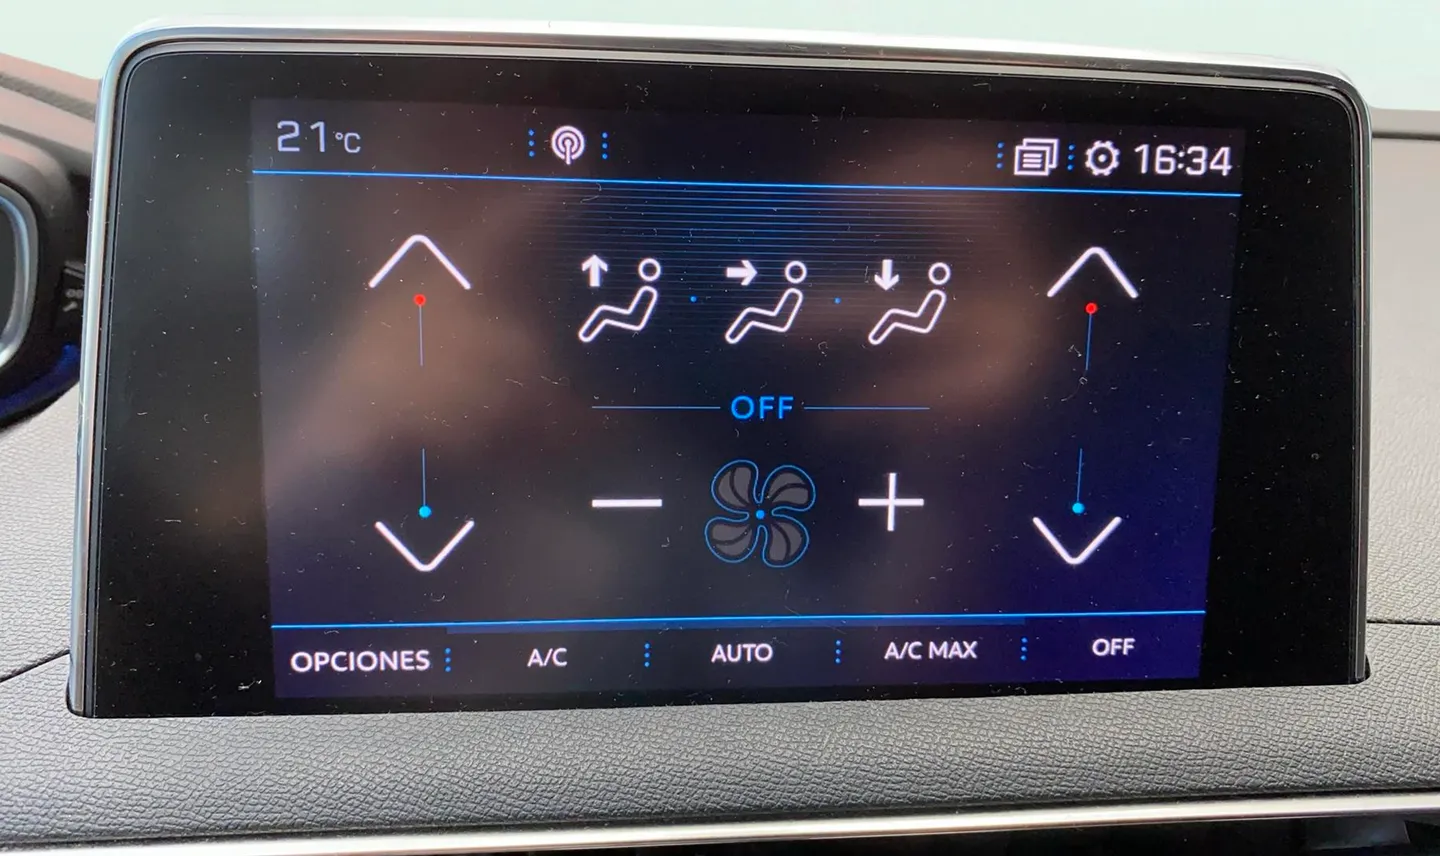 21°C 16:34
OFF
OPCIONES A/C AUTO A/C MAX OFF